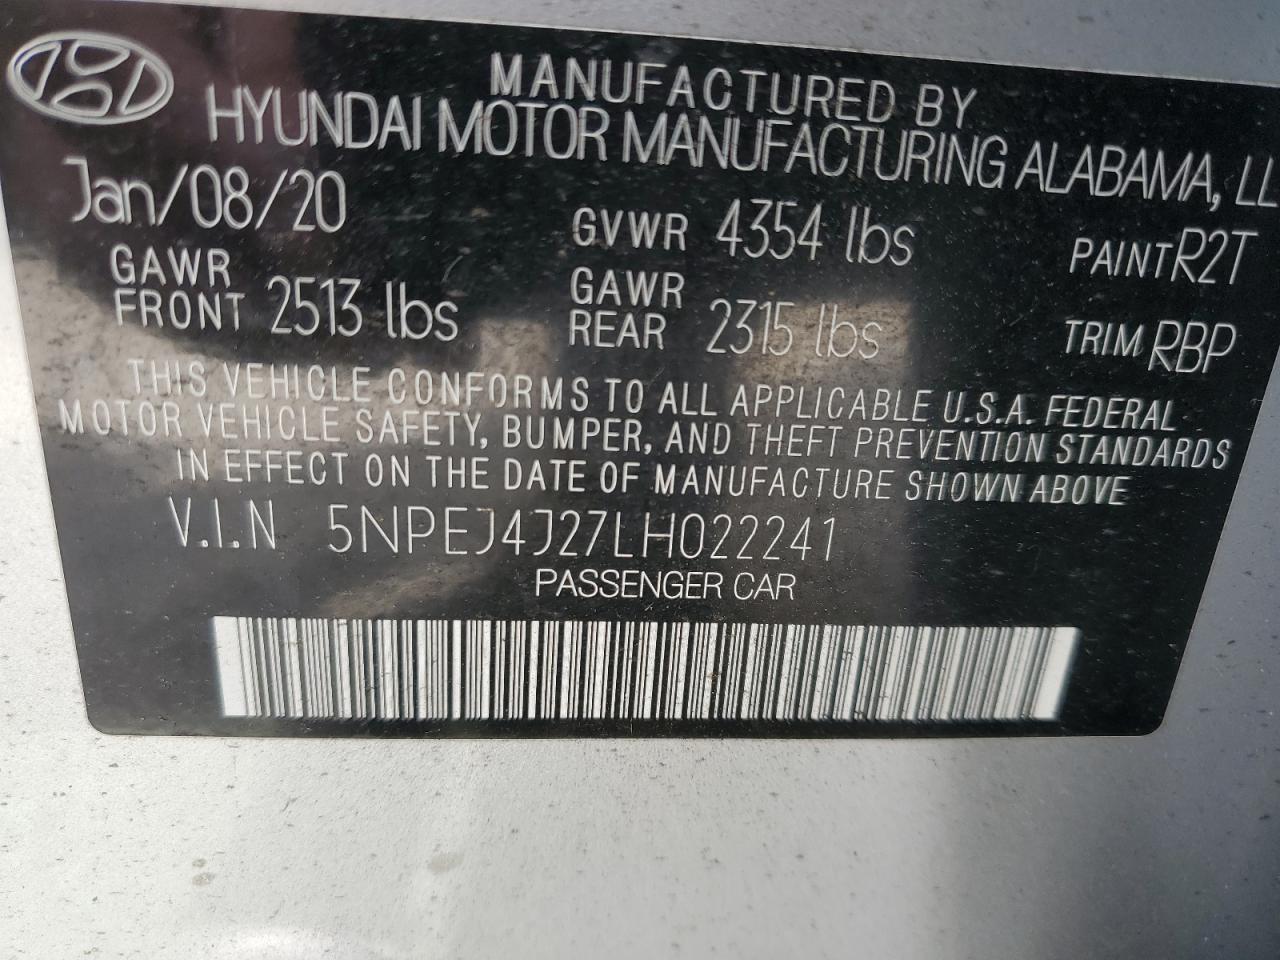 MANUFACTURED BY
HYUNDAI MOTOR MANUFACTURING ALABAMA, LL
Jan/08/20 GVWR 4354 lbs PAINT R2T
GAWR FRONT 2513 lbs GAWR REAR 2315 lbs TRIM RBP
THIS VEHICLE CONFORMS TO ALL APPLICABLE U.S.A. FEDERAL
MOTOR VEHICLE SAFETY, BUMPER, AND THEFT PREVENTION STANDARDS
IN EFFECT ON THE DATE OF MANUFACTURE SHOWN ABOVE
V.I.N 5NPEJ4J27LH022241
PASSENGER CAR